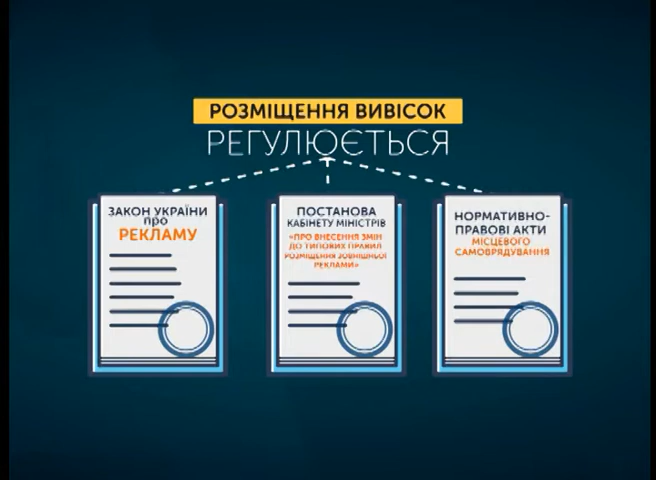 РОЗМІЩЕННЯ ВИВІСОК
РЕГУЛЮЄТЬСЯ
ЗАКОН УКРАЇНИ
про
РЕКЛАМУ
ПОСТАНОВА
КАБІНЕТУ МІНІСТРІВ
«ПРО ВНЕСЕННЯ ЗМІН
ДО ТИПОВИХ ПРАВИЛ
РОЗМІЩЕННЯ ЗОВНІШНЬОЇ
РЕКЛАМИ»
НОРМАТИВНО-
ПРАВОВІ АКТИ
МІСЦЕВОГО
САМОВРЯДУВАННЯ